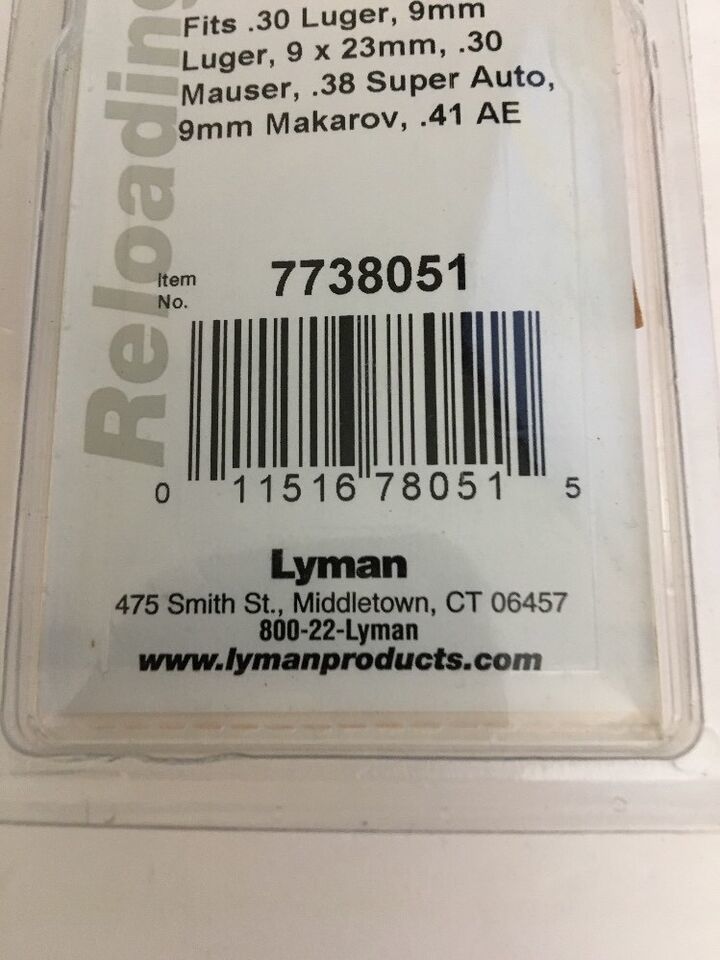 Reloading
Fits .30 Luger, 9mm
Luger, 9 x 23mm, .30
Mauser, .38 Super Auto,
9mm Makarov, .41 AE
Item
No.
7738051
0 11516 78051 5
Lyman
475 Smith St., Middletown, CT 06457
800-22-Lyman
www.lymanproducts.com